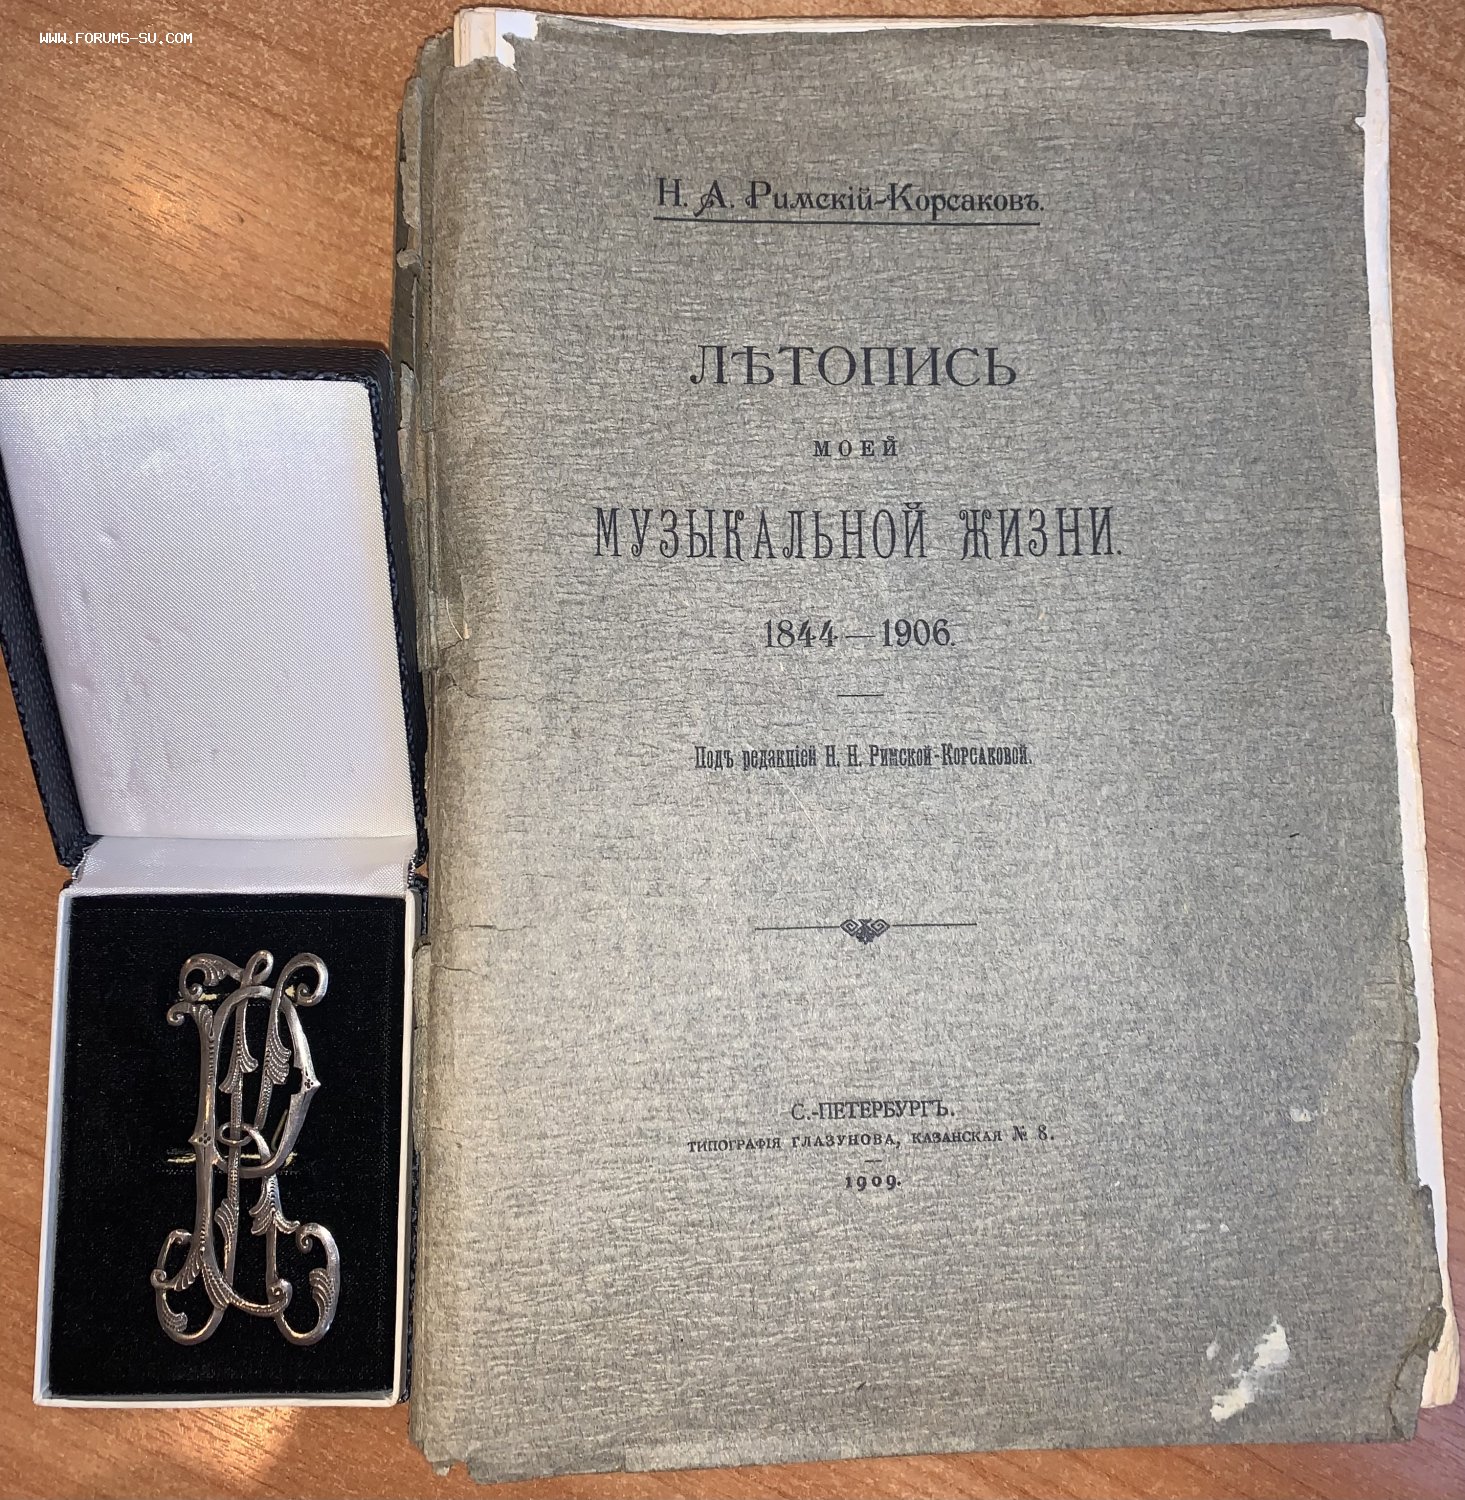 WWW.FORUMS-SU.COM
Н. А. Римскій-Корсаковъ.
ЛѢТОПИСЬ
МОЕЙ
МУЗЫКАЛЬНОЙ ЖИЗНИ.
1844—1906.
Подъ редакціей Н. Н. Римской-Корсаковой.
С.-ПЕТЕРБУРГЪ.
ТИПОГРАФІЯ ГЛАЗУНОВА, КАЗАНСКАЯ № 8.
1909.